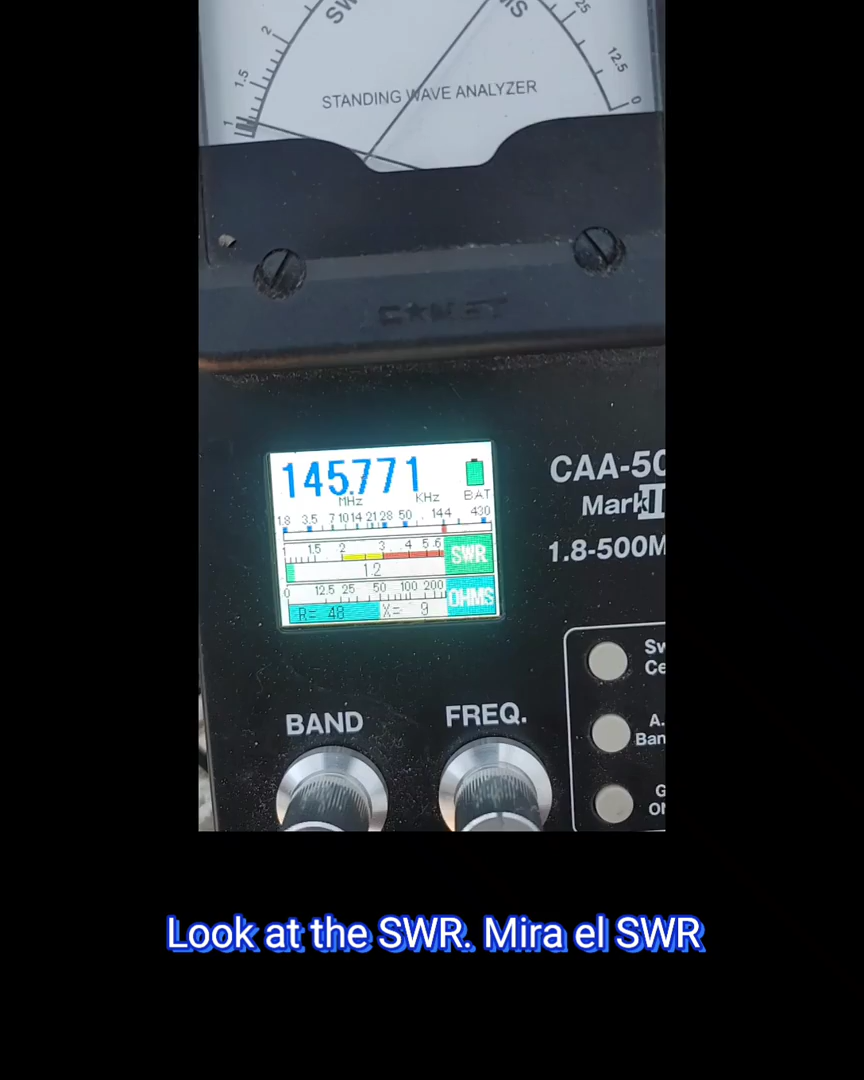 2
1.5
1
25
12.5
0
STANDING WAVE ANALYZER
COMET
145.771
MHz KHz BAT
1.8 3.5 7 10 14 21 28 50 144 430
1 1.5 2 3 4 5 6 SWR
1.2
0 12.5 25 50 100 200 OHMS
R= 48 X= 9
CAA-50
Mark II
1.8-500M
BAND FREQ.
Look at the SWR. Mira el SWR